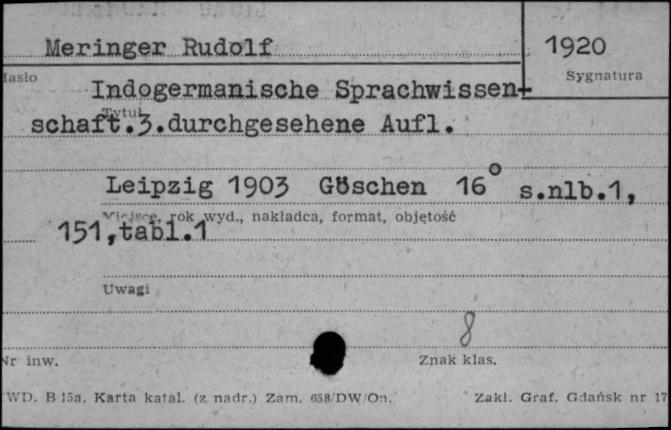 Meringer Rudolf
1920
Hasło
Sygnatura
Indogermanische Sprachwissen-
Tytuł
schaft.3.durchgesehene Aufl.
Leipzig 1903 Göschen 16° s.nlb.1,
Miejsce, rok wyd., nakładca, format, objętość
151,tabl.1
Uwagi
8
Nr inw.
Znak klas.
WD. B 15a. Karta katal. (z nadr.) Zam. 658/DW/On.
Zakł. Graf. Gdańsk nr 17